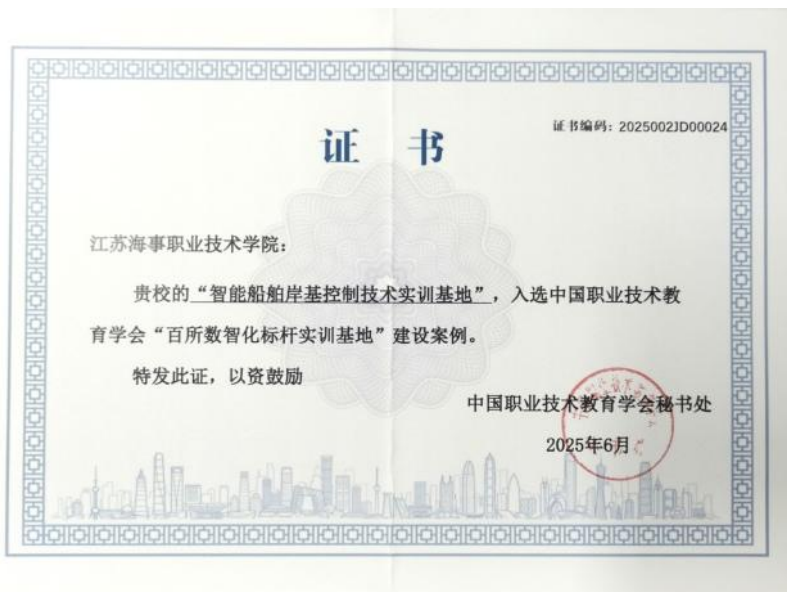 证书编码：2025002JD00024
证 书
江苏海事职业技术学院：
贵校的“智能船舶岸基控制技术实训基地”，入选中国职业技术教
育学会“百所数智化标杆实训基地”建设案例。
特发此证，以资鼓励
中国职业技术教育学会秘书处
2025年6月